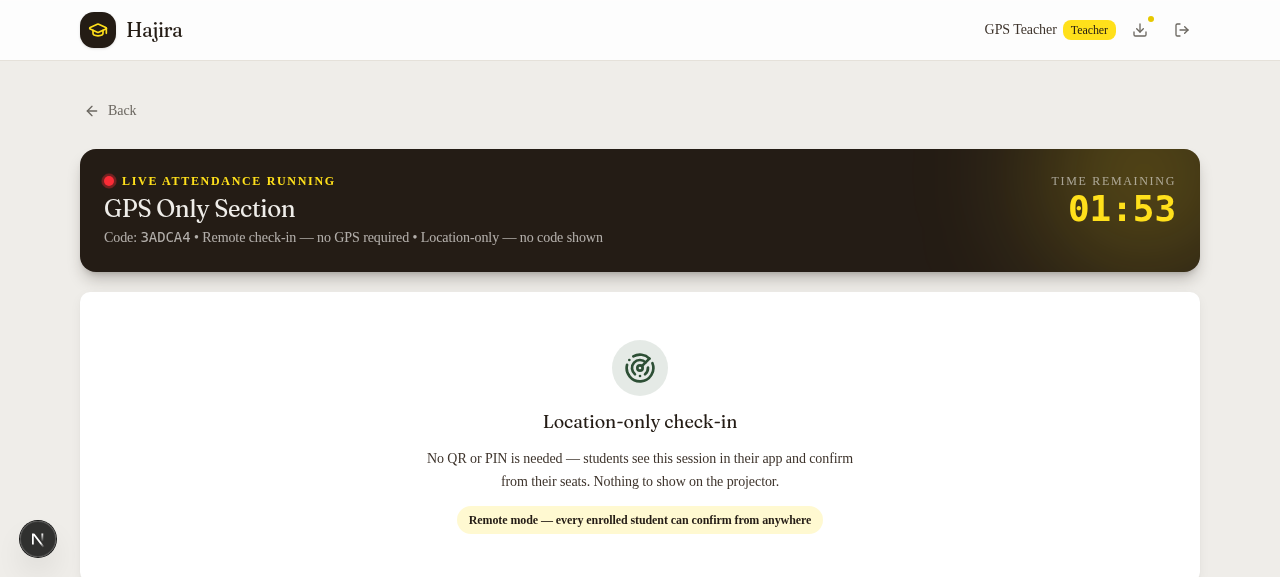 Hajira
GPS Teacher Teacher
Back
LIVE ATTENDANCE RUNNING
TIME REMAINING
GPS Only Section
01:53
Code: 3ADCA4 • Remote check-in — no GPS required • Location-only — no code shown
Location-only check-in
No QR or PIN is needed — students see this session in their app and confirm
from their seats. Nothing to show on the projector.
Remote mode — every enrolled student can confirm from anywhere
N